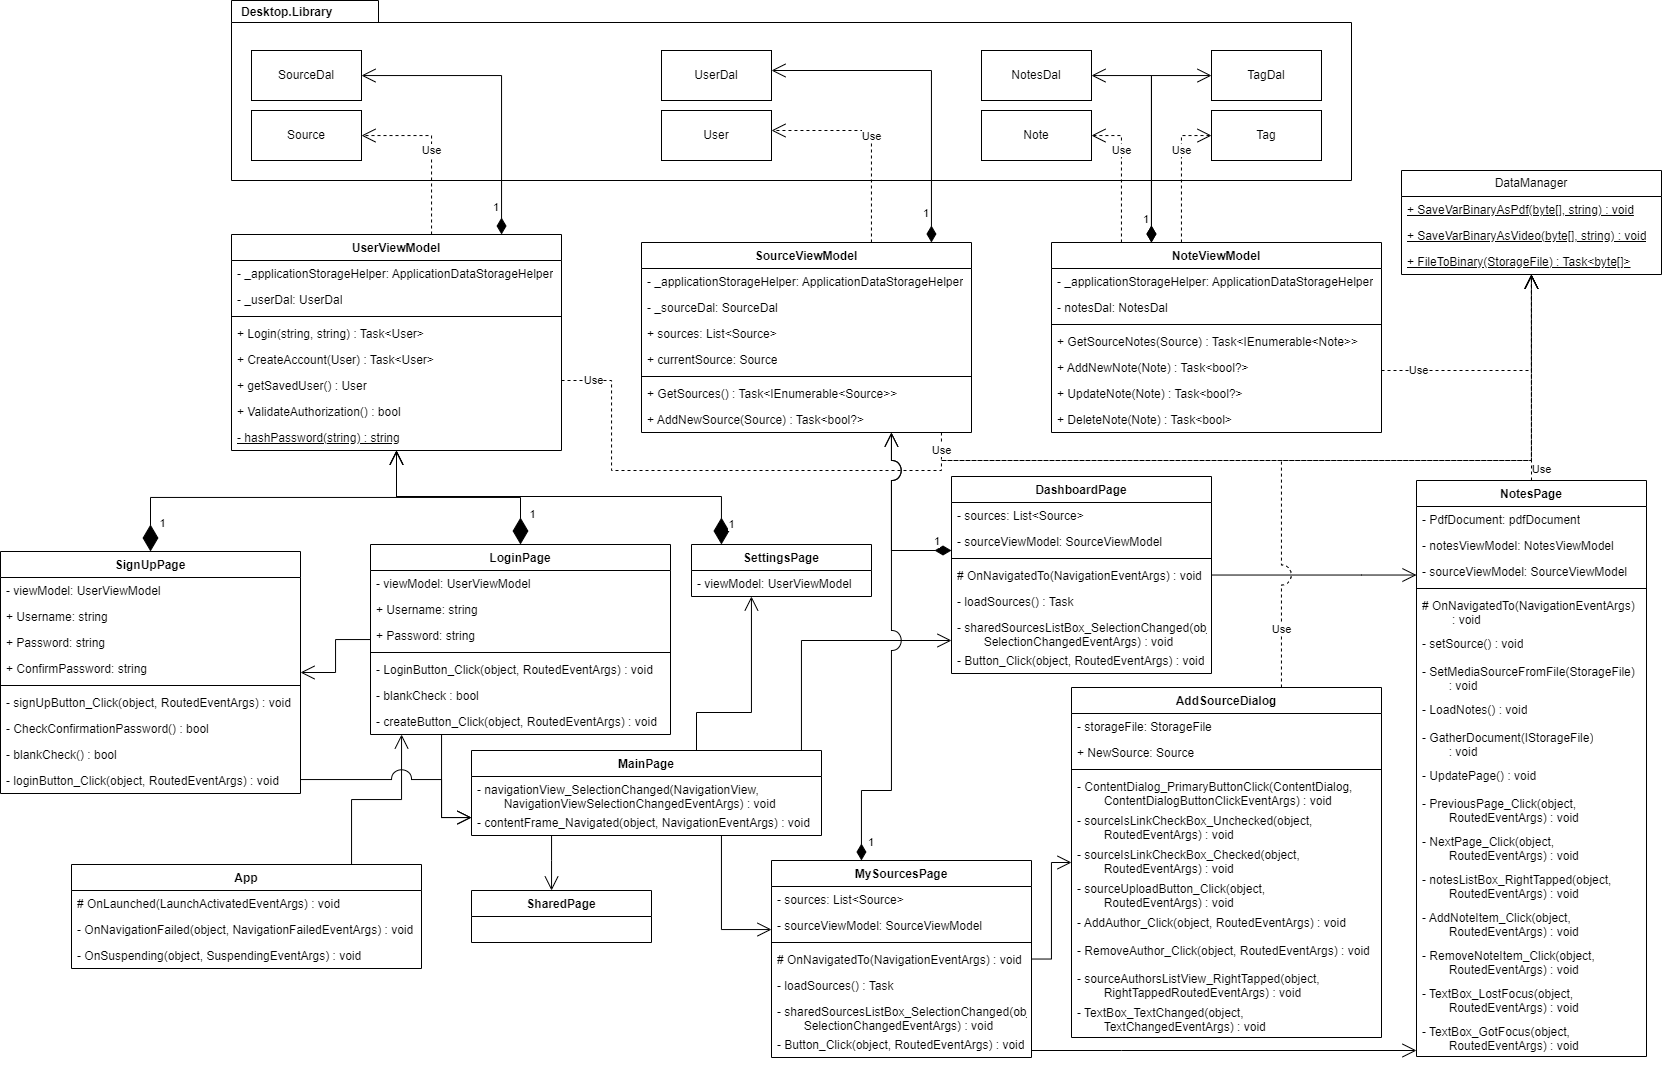 Desktop.Library
SourceDal
UserDal
NotesDal
TagDal
Source
User
Note
Tag
Use
Use
Use
Use
1
1
1
DataManager
+ SaveVarBinaryAsPdf(byte[], string) : void
+ SaveVarBinaryAsVideo(byte[], string) : void
+ FileToBinary(StorageFile) : Task<byte[]>
UserViewModel
- _applicationStorageHelper: ApplicationDataStorageHelper
- _userDal: UserDal
+ Login(string, string) : Task<User>
+ CreateAccount(User) : Task<User>
+ getSavedUser() : User
+ ValidateAuthorization() : bool
- hashPassword(string) : string
Use
SourceViewModel
- _applicationStorageHelper: ApplicationDataStorageHelper
- _sourceDal: SourceDal
+ sources: List<Source>
+ currentSource: Source
+ GetSources() : Task<IEnumerable<Source>>
+ AddNewSource(Source) : Task<bool?>
Use
NoteViewModel
- _applicationStorageHelper: ApplicationDataStorageHelper
- notesDal: NotesDal
+ GetSourceNotes(Source) : Task<IEnumerable<Note>>
+ AddNewNote(Note) : Task<bool?>
+ UpdateNote(Note) : Task<bool?>
+ DeleteNote(Note) : Task<bool>
Use
Use
1
1
1
1
SignUpPage
- viewModel: UserViewModel
+ Username: string
+ Password: string
+ ConfirmPassword: string
- signUpButton_Click(object, RoutedEventArgs) : void
- CheckConfirmationPassword() : bool
- blankCheck() : bool
- loginButton_Click(object, RoutedEventArgs) : void
LoginPage
- viewModel: UserViewModel
+ Username: string
+ Password: string
- LoginButton_Click(object, RoutedEventArgs) : void
- blankCheck : bool
- createButton_Click(object, RoutedEventArgs) : void
SettingsPage
- viewModel: UserViewModel
DashboardPage
- sources: List<Source>
- sourceViewModel: SourceViewModel
# OnNavigatedTo(NavigationEventArgs) : void
- loadSources() : Task
- sharedSourcesListBox_SelectionChanged(obj
SelectionChangedEventArgs) : void
- Button_Click(object, RoutedEventArgs) : void
Use
NotesPage
- PdfDocument: pdfDocument
- notesViewModel: NotesViewModel
- sourceViewModel: SourceViewModel
# OnNavigatedTo(NavigationEventArgs)
: void
- setSource() : void
- SetMediaSourceFromFile(StorageFile)
: void
- LoadNotes() : void
- GatherDocument(IStorageFile)
: void
- UpdatePage() : void
- PreviousPage_Click(object,
RoutedEventArgs) : void
- NextPage_Click(object,
RoutedEventArgs) : void
- notesListBox_RightTapped(object,
RoutedEventArgs) : void
- AddNoteItem_Click(object,
RoutedEventArgs) : void
- RemoveNoteItem_Click(object,
RoutedEventArgs) : void
- TextBox_LostFocus(object,
RoutedEventArgs) : void
- TextBox_GotFocus(object,
RoutedEventArgs) : void
AddSourceDialog
- storageFile: StorageFile
+ NewSource: Source
- ContentDialog_PrimaryButtonClick(ContentDialog,
ContentDialogButtonClickEventArgs) : void
- sourceIsLinkCheckBox_Unchecked(object,
RoutedEventArgs) : void
- sourceIsLinkCheckBox_Checked(object,
RoutedEventArgs) : void
- sourceUploadButton_Click(object,
RoutedEventArgs) : void
- AddAuthor_Click(object, RoutedEventArgs) : void
- RemoveAuthor_Click(object, RoutedEventArgs) : void
- sourceAuthorsListView_RightTapped(object,
RightTappedRoutedEventArgs) : void
- TextBox_TextChanged(object,
TextChangedEventArgs) : void
MainPage
- navigationView_SelectionChanged(NavigationView,
NavigationViewSelectionChangedEventArgs) : void
- contentFrame_Navigated(object, NavigationEventArgs) : void
1
App
# OnLaunched(LaunchActivatedEventArgs) : void
- OnNavigationFailed(object, NavigationFailedEventArgs) : void
- OnSuspending(object, SuspendingEventArgs) : void
SharedPage
MySourcesPage
- sources: List<Source>
- sourceViewModel: SourceViewModel
# OnNavigatedTo(NavigationEventArgs) : void
- loadSources() : Task
- sharedSourcesListBox_SelectionChanged(obj
SelectionChangedEventArgs) : void
- Button_Click(object, RoutedEventArgs) : void